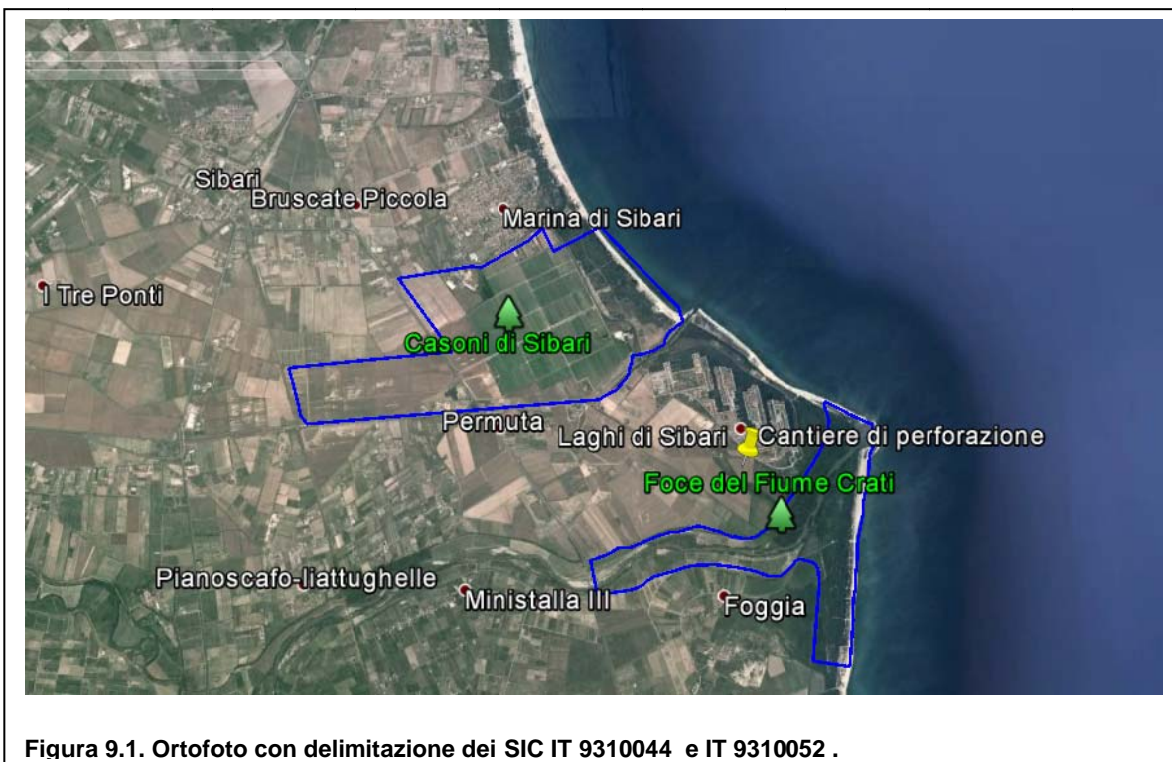 Sibari
Bruscate Piccola
Marina di Sibari
I Tre Ponti
Casoni di Sibari
Permuta
Laghi di Sibari
Cantiere di perforazione
Foce del Fiume Crati
Pianoscafo-Iiattughelle
Ministalla III
Foggia
Figura 9.1. Ortofoto con delimitazione dei SIC IT 9310044 e IT 9310052 .